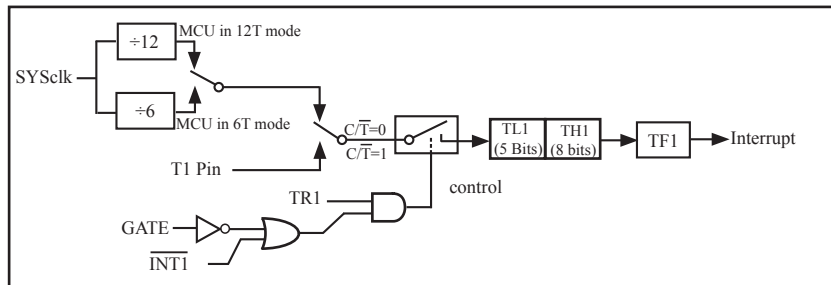 MCU in 12T mode
÷12
SYSclk
÷6
MCU in 6T mode
C/T̅=0
C/T̅=1
TL1
(5 Bits)
TH1
(8 bits)
TF1
Interrupt
T1 Pin
control
TR1
GATE
I̅N̅T̅1̅